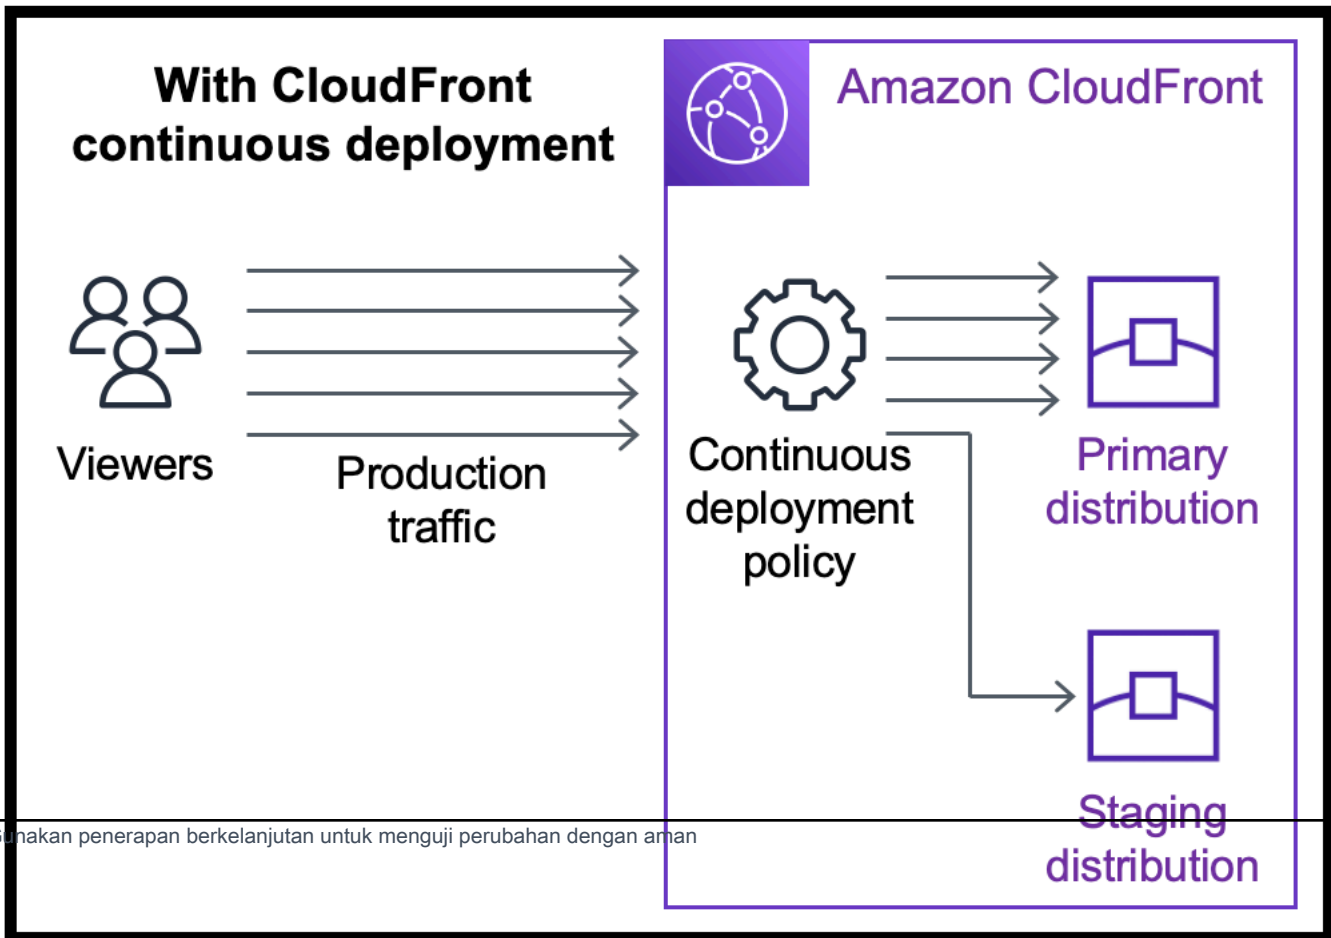 With CloudFront
continuous deployment
Amazon CloudFront
Viewers
Production
traffic
Continuous
deployment
policy
Primary
distribution
Staging
distribution
Gunakan penerapan berkelanjutan untuk menguji perubahan dengan aman